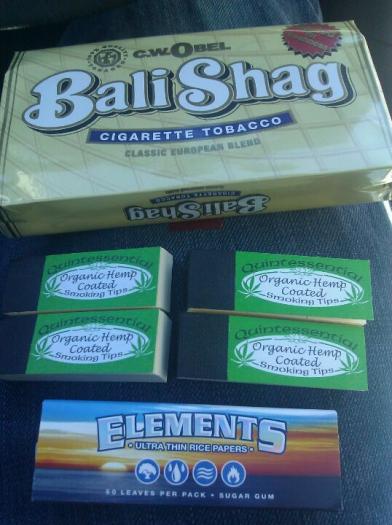 C.W. OBEL
Bali Shag
CIGARETTE TOBACCO
CLASSIC EUROPEAN BLEND
CIGARETTE TOBACCO
Bali Shag
Quintessential
Organic Hemp
Coated
Smoking Tips
Quintessential
Organic Hemp
Coated
Smoking Tips
Quintessential
Organic Hemp
Coated
Smoking Tips
Quintessential
Organic Hemp
Coated
Smoking Tips
ELEMENTS
• ULTRA THIN RICE PAPERS •
50 LEAVES PER PACK • SUGAR GUM